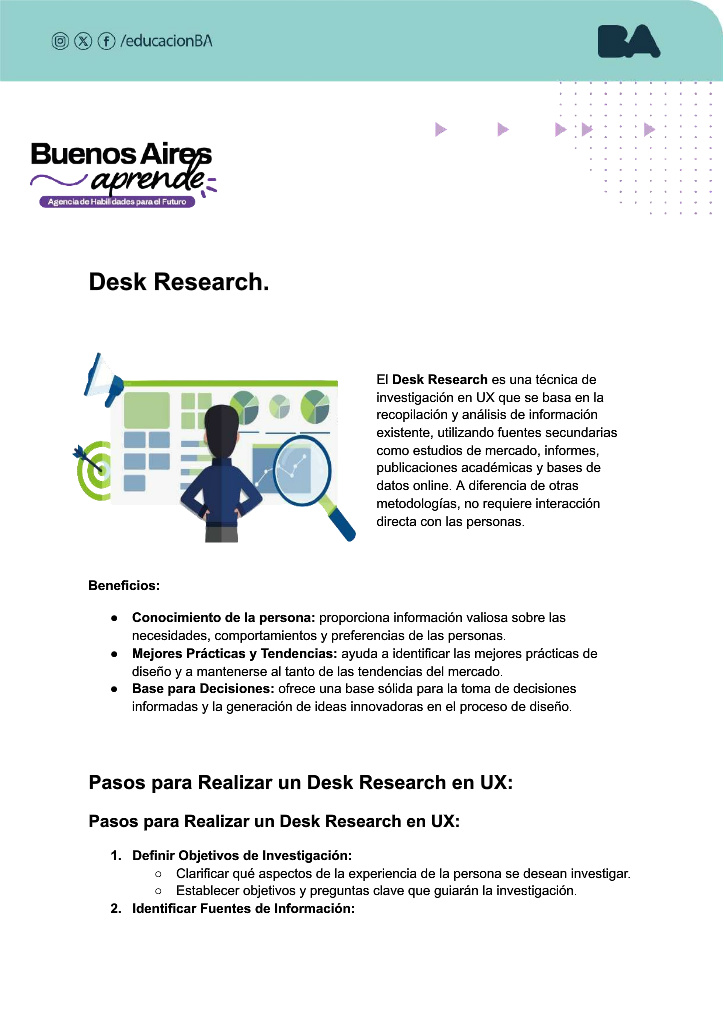 /educacionBA
BA
Buenos Aires
aprende
Agencia de Habilidades para el Futuro
Desk Research.
El Desk Research es una técnica de
investigación en UX que se basa en la
recopilación y análisis de información
existente, utilizando fuentes secundarias
como estudios de mercado, informes,
publicaciones académicas y bases de
datos online. A diferencia de otras
metodologías, no requiere interacción
directa con las personas.
Beneficios:
● Conocimiento de la persona: proporciona información valiosa sobre las
necesidades, comportamientos y preferencias de las personas.
● Mejores Prácticas y Tendencias: ayuda a identificar las mejores prácticas de
diseño y a mantenerse al tanto de las tendencias del mercado.
● Base para Decisiones: ofrece una base sólida para la toma de decisiones
informadas y la generación de ideas innovadoras en el proceso de diseño.
Pasos para Realizar un Desk Research en UX:
Pasos para Realizar un Desk Research en UX:
1. Definir Objetivos de Investigación:
○ Clarificar qué aspectos de la experiencia de la persona se desean investigar.
○ Establecer objetivos y preguntas clave que guiarán la investigación.
2. Identificar Fuentes de Información: